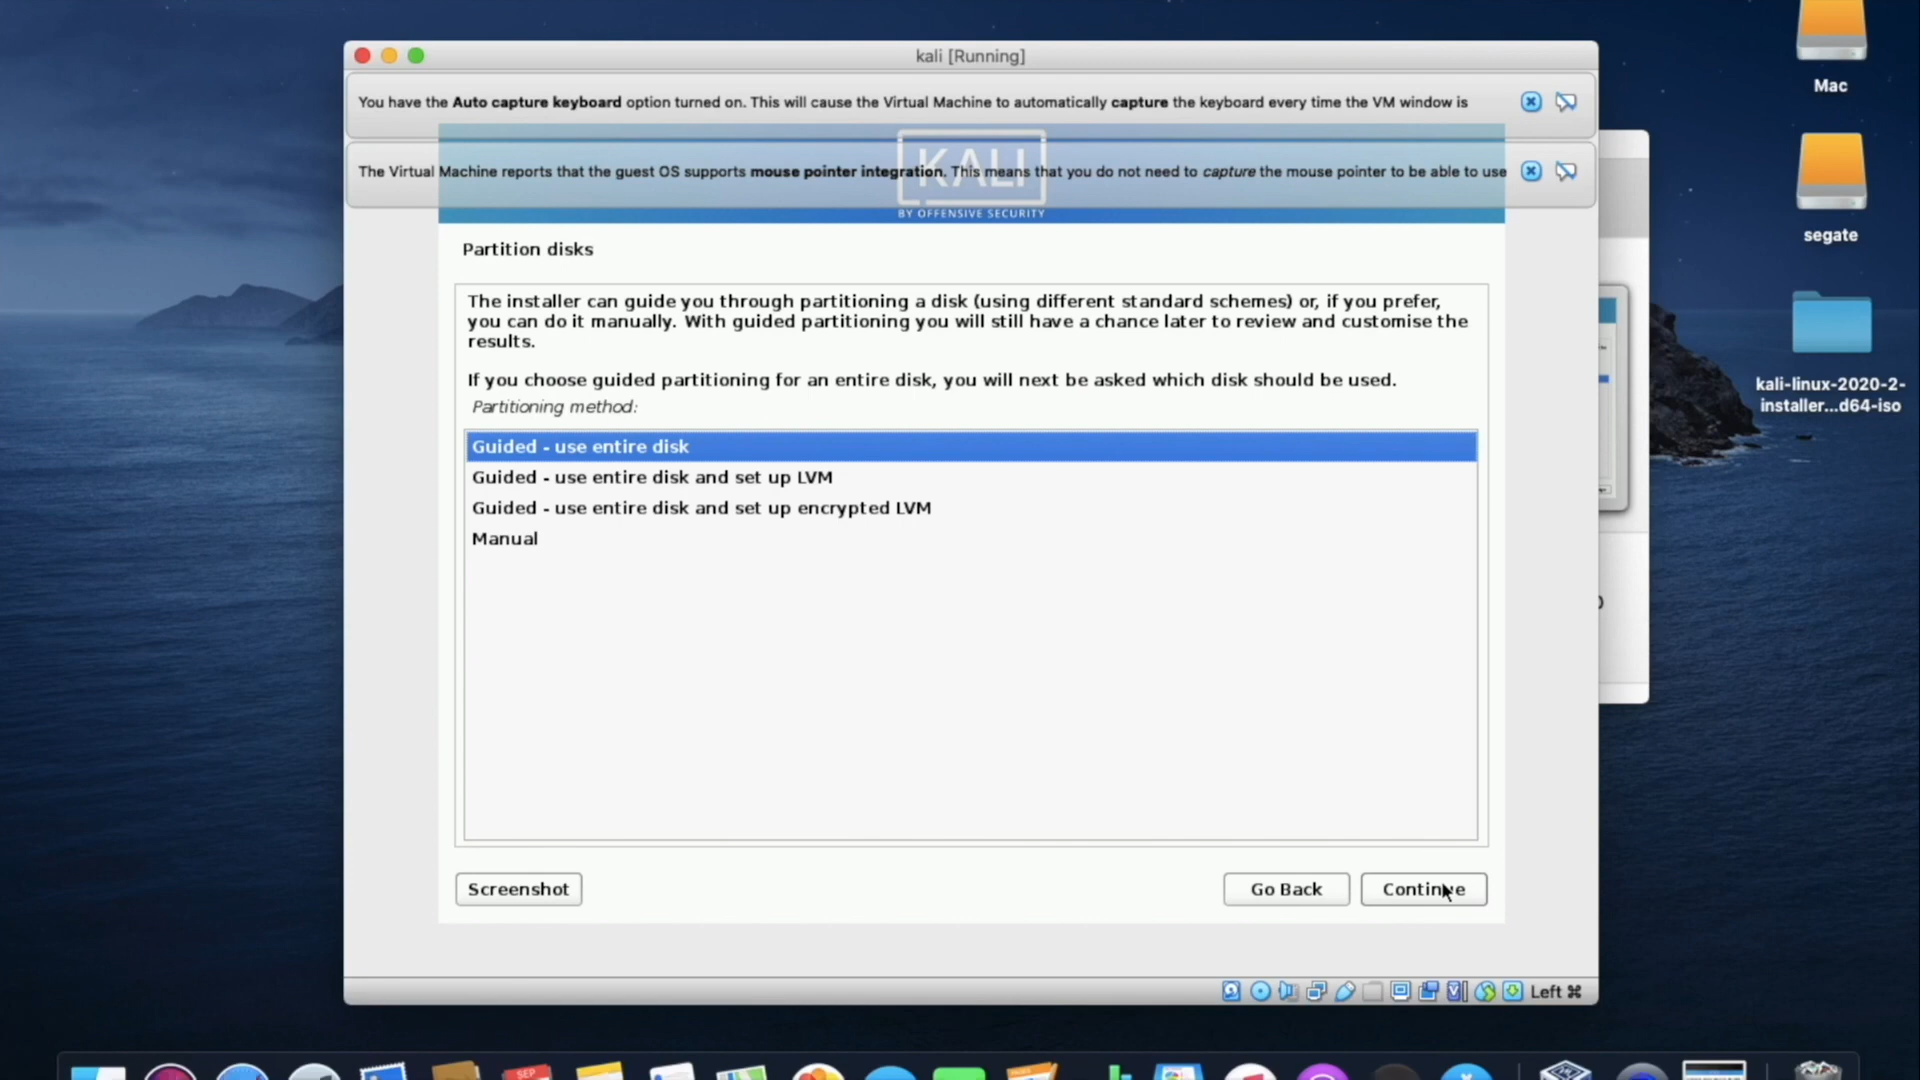 kali [Running]
You have the Auto capture keyboard option turned on. This will cause the Virtual Machine to automatically capture the keyboard every time the VM window is
KALI
The Virtual Machine reports that the guest OS supports mouse pointer integration. This means that you do not need to capture the mouse pointer to be able to use
BY OFFENSIVE SECURITY
Partition disks
The installer can guide you through partitioning a disk (using different standard schemes) or, if you prefer,
you can do it manually. With guided partitioning you will still have a chance later to review and customise the
results.
If you choose guided partitioning for an entire disk, you will next be asked which disk should be used.
Partitioning method:
Guided - use entire disk
Guided - use entire disk and set up LVM
Guided - use entire disk and set up encrypted LVM
Manual
Screenshot
Go Back
Continue
Left ⌘
Mac
segate
kali-linux-2020-2-
installer...d64-iso
SEP